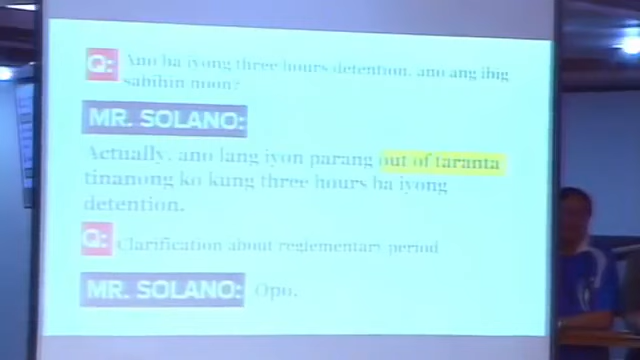 Q: Ano ba iyong three hours detention, ano ang ibig
sabihin noon?
MR. SOLANO:
Actually, ano lang iyon parang out of taranta
tinanong ko kung three hours ba iyong
detention.
Q: Clarification about reglementary period
MR. SOLANO: Opo.